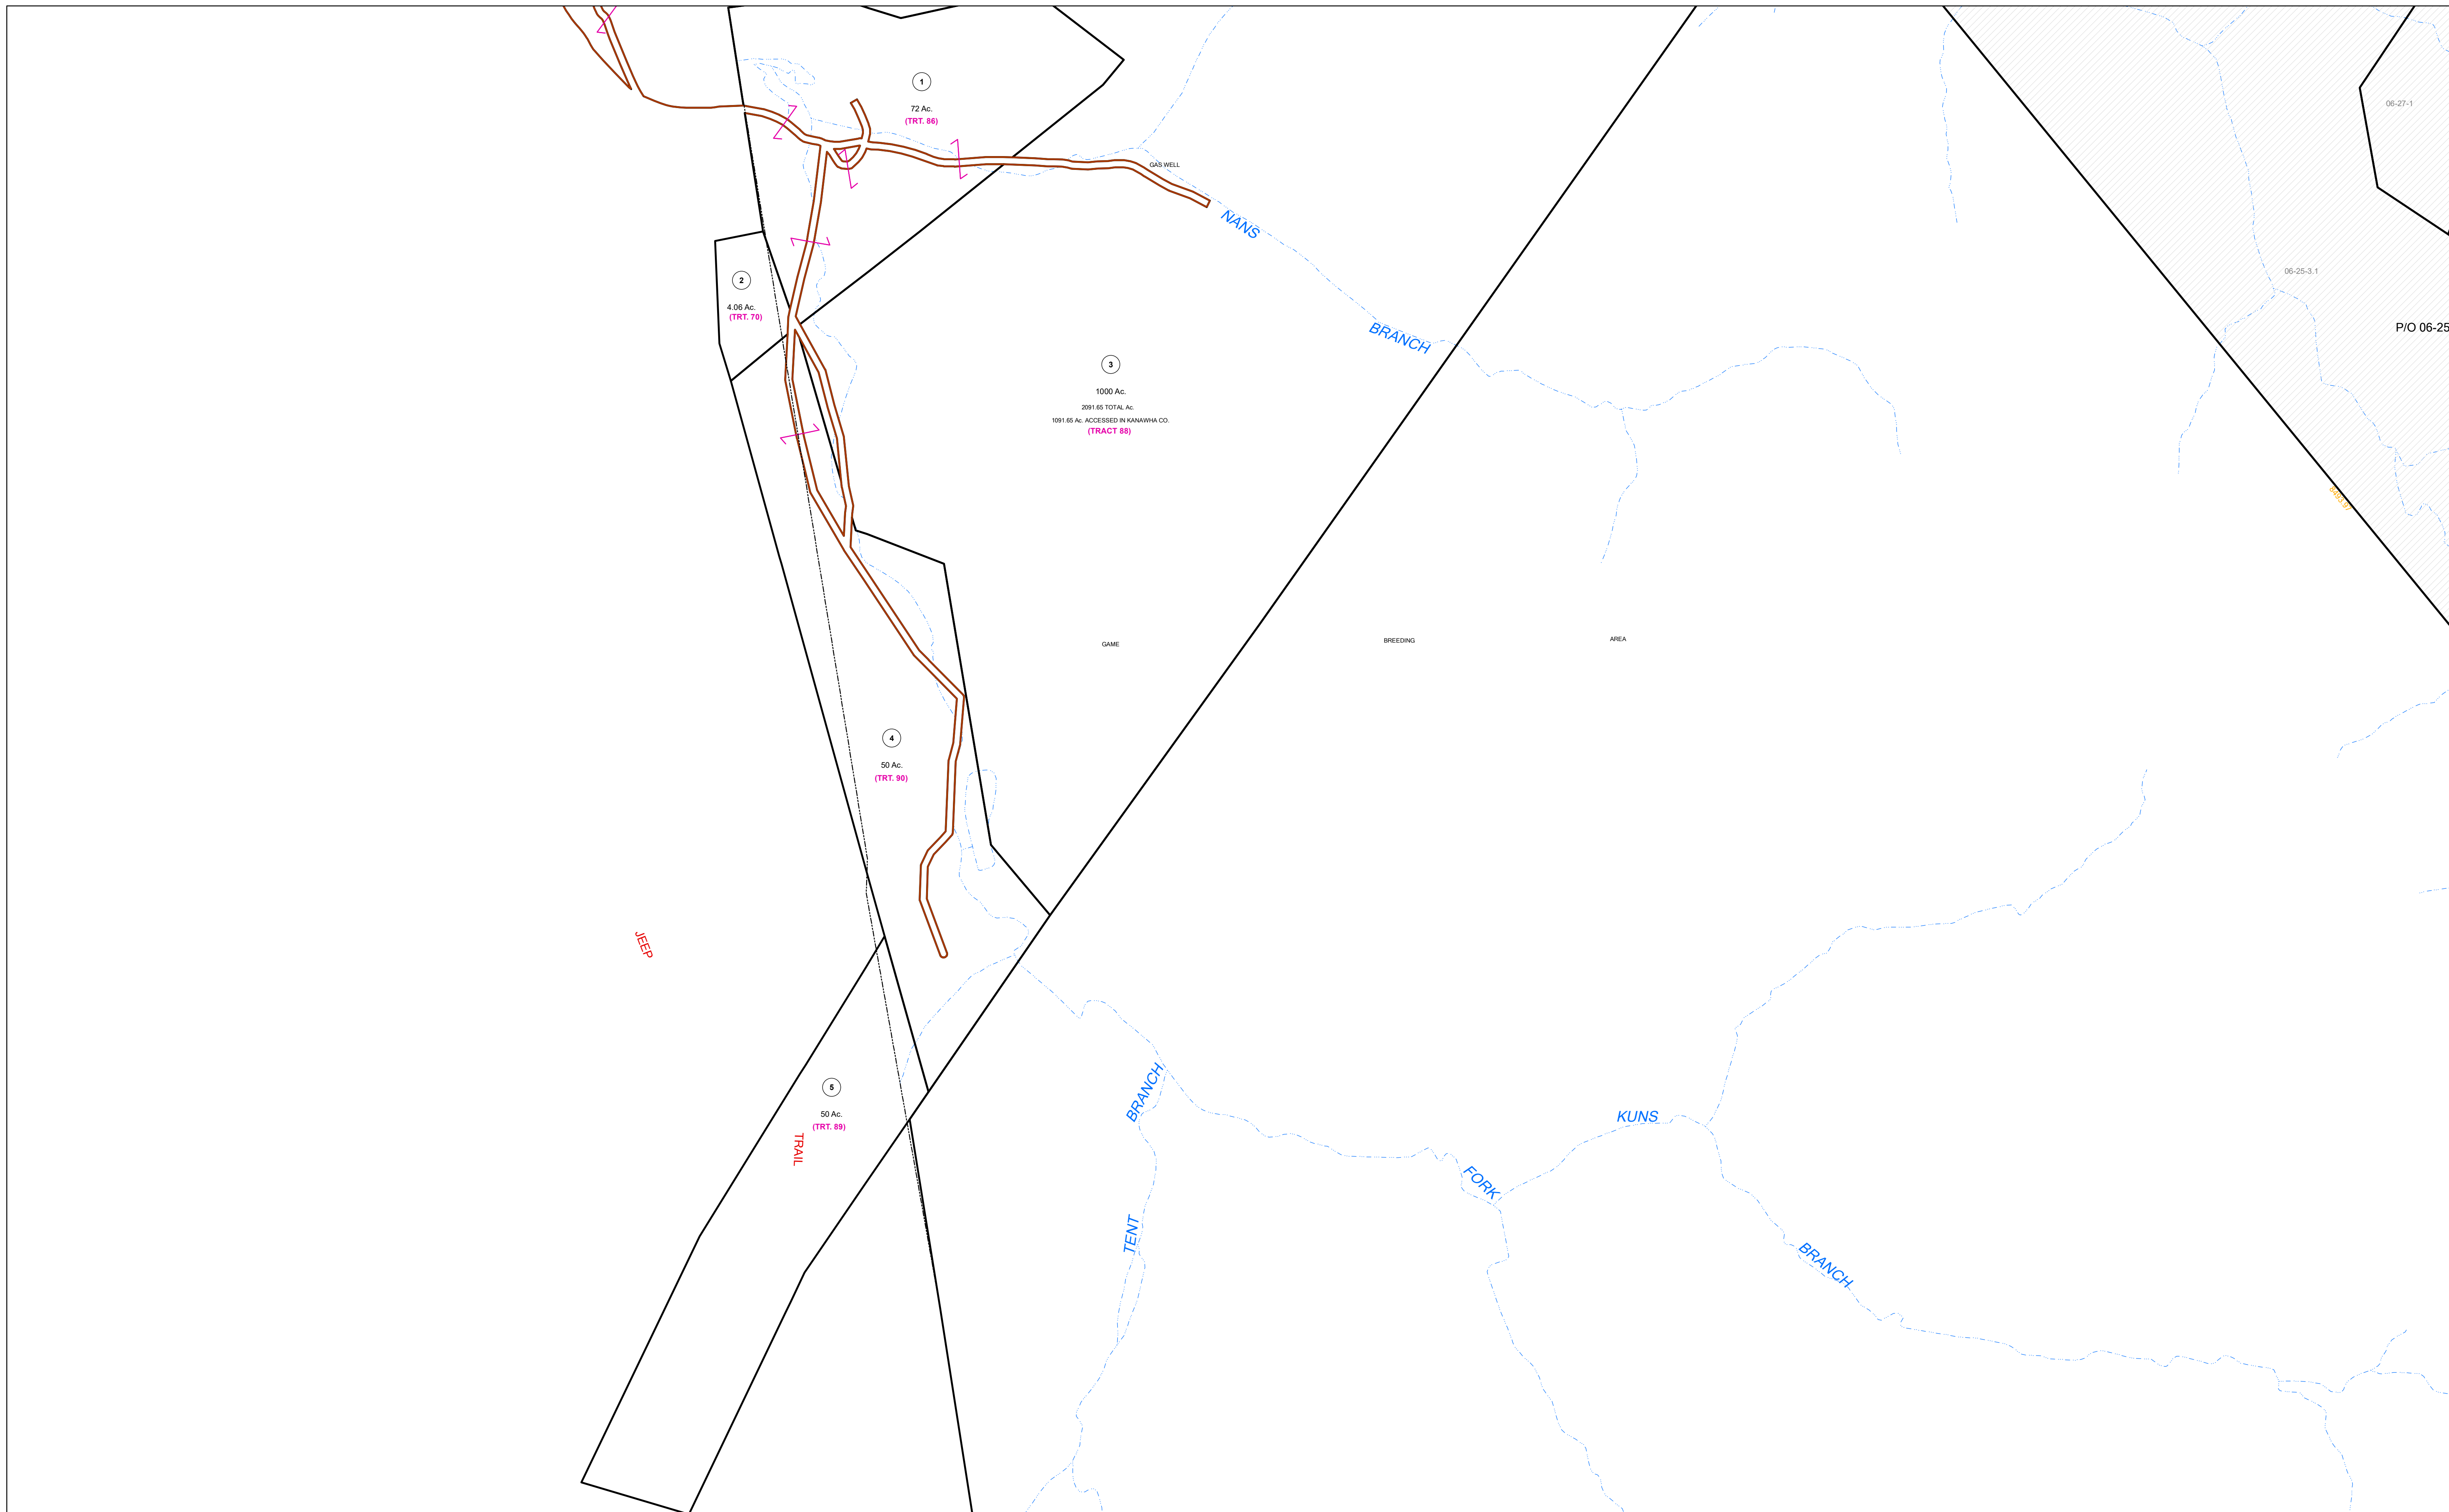 1
72 Ac.
(TRT. 86)
06-27-1
GAS WELL
NANS
BRANCH
06-25-3.1
P/O 06-25
2
4.06 Ac.
(TRT. 70)
3
1000 Ac.
2091.65 TOTAL Ac.
1091.65 Ac. ACCESSED IN KANAWHA CO.
(TRACT 88)
GAME
BREEDING
AREA
4
50 Ac.
(TRT. 90)
JEEP
TRAIL
5
50 Ac.
(TRT. 89)
BRANCH
TENT
KUNS
FORK
BRANCH